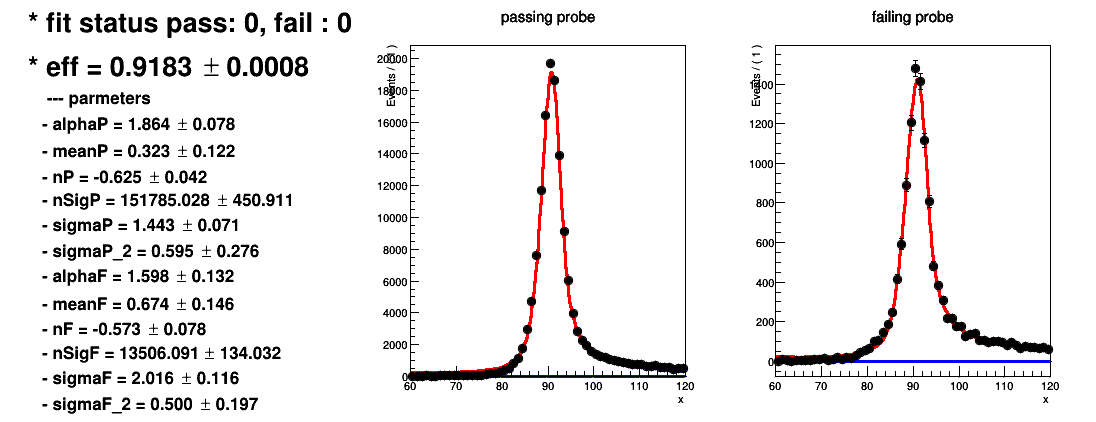 * fit status pass: 0, fail : 0
* eff = 0.9183 ± 0.0008
--- parmeters
- alphaP = 1.864 ± 0.078
- meanP = 0.323 ± 0.122
- nP = -0.625 ± 0.042
- nSigP = 151785.028 ± 450.911
- sigmaP = 1.443 ± 0.071
- sigmaP_2 = 0.595 ± 0.276
- alphaF = 1.598 ± 0.132
- meanF = 0.674 ± 0.146
- nF = -0.573 ± 0.078
- nSigF = 13506.091 ± 134.032
- sigmaF = 2.016 ± 0.116
- sigmaF_2 = 0.500 ± 0.197
passing probe
Events / ( 1 )
20000
18000
16000
14000
12000
10000
8000
6000
4000
2000
0
60 70 80 90 100 110 120
x
failing probe
Events / ( 1 )
1400
1200
1000
800
600
400
200
0
60 70 80 90 100 110 120
x